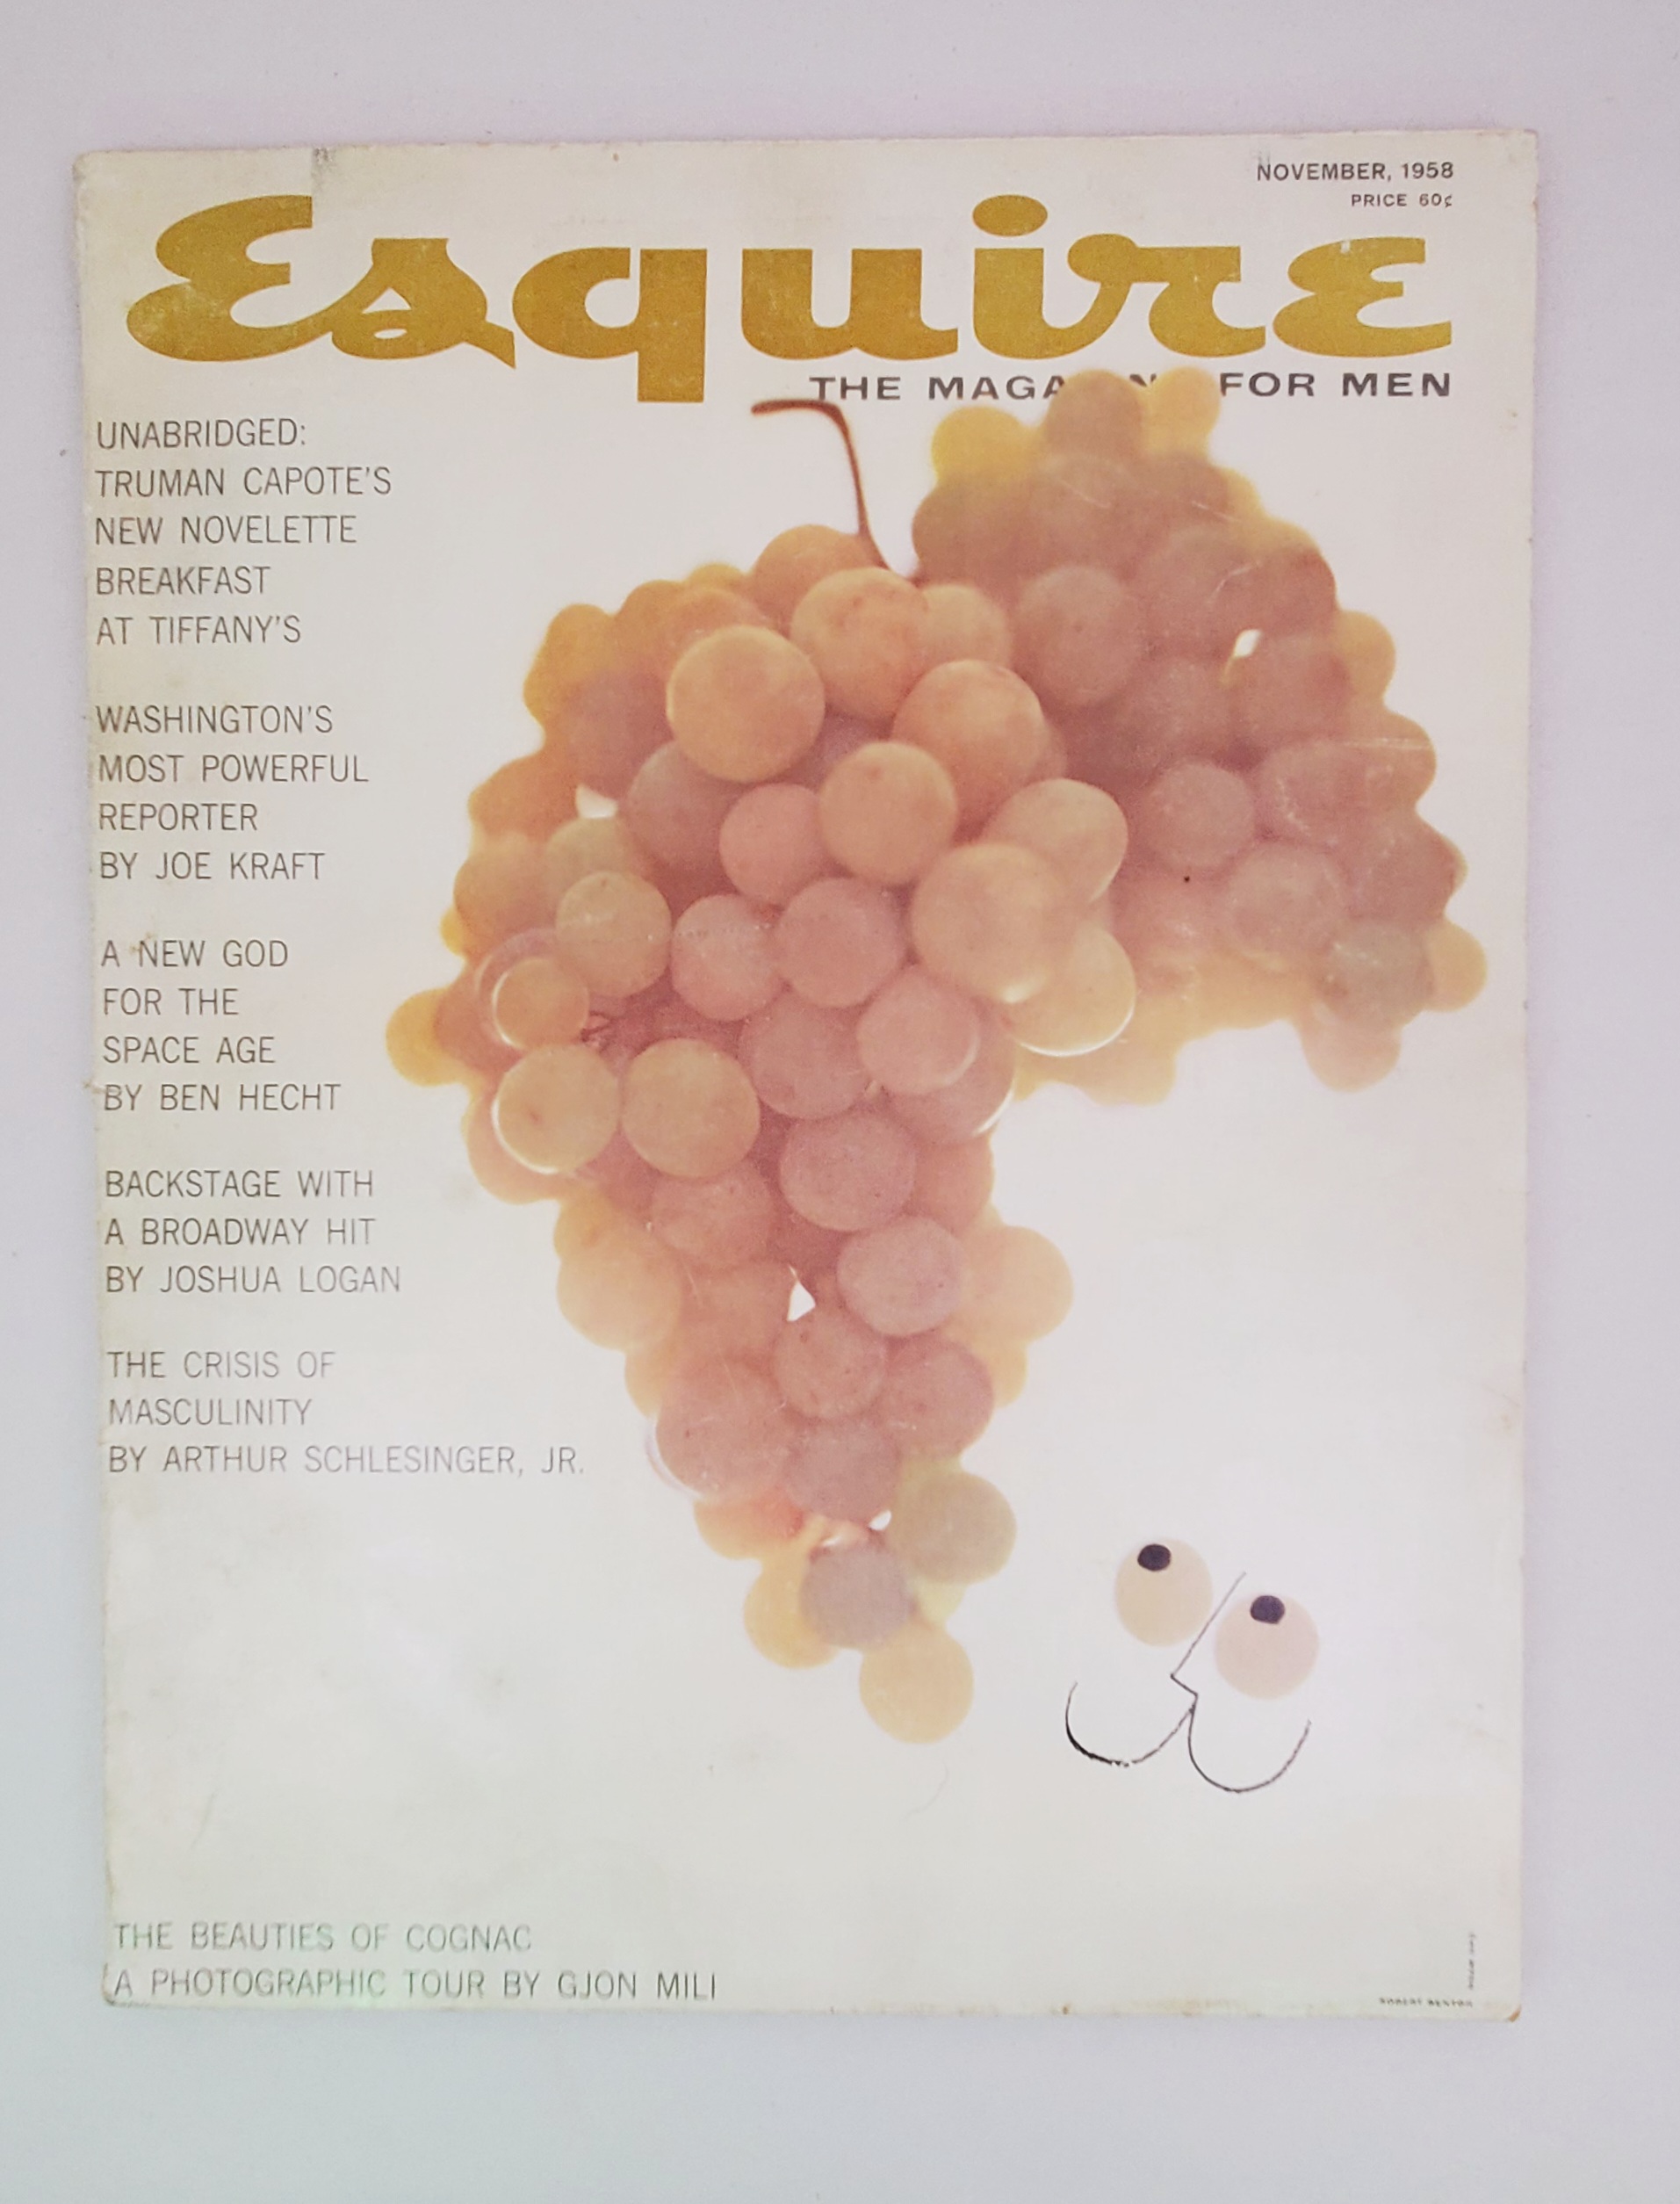 NOVEMBER, 1958
PRICE 60¢
Esquire
THE MAGA N FOR MEN
UNABRIDGED:
TRUMAN CAPOTE'S
NEW NOVELETTE
BREAKFAST
AT TIFFANY'S
WASHINGTON'S
MOST POWERFUL
REPORTER
BY JOE KRAFT
A NEW GOD
FOR THE
SPACE AGE
BY BEN HECHT
BACKSTAGE WITH
A BROADWAY HIT
BY JOSHUA LOGAN
THE CRISIS OF
MASCULINITY
BY ARTHUR SCHLESINGER, JR.
THE BEAUTIES OF COGNAC
A PHOTOGRAPHIC TOUR BY GJON MILI